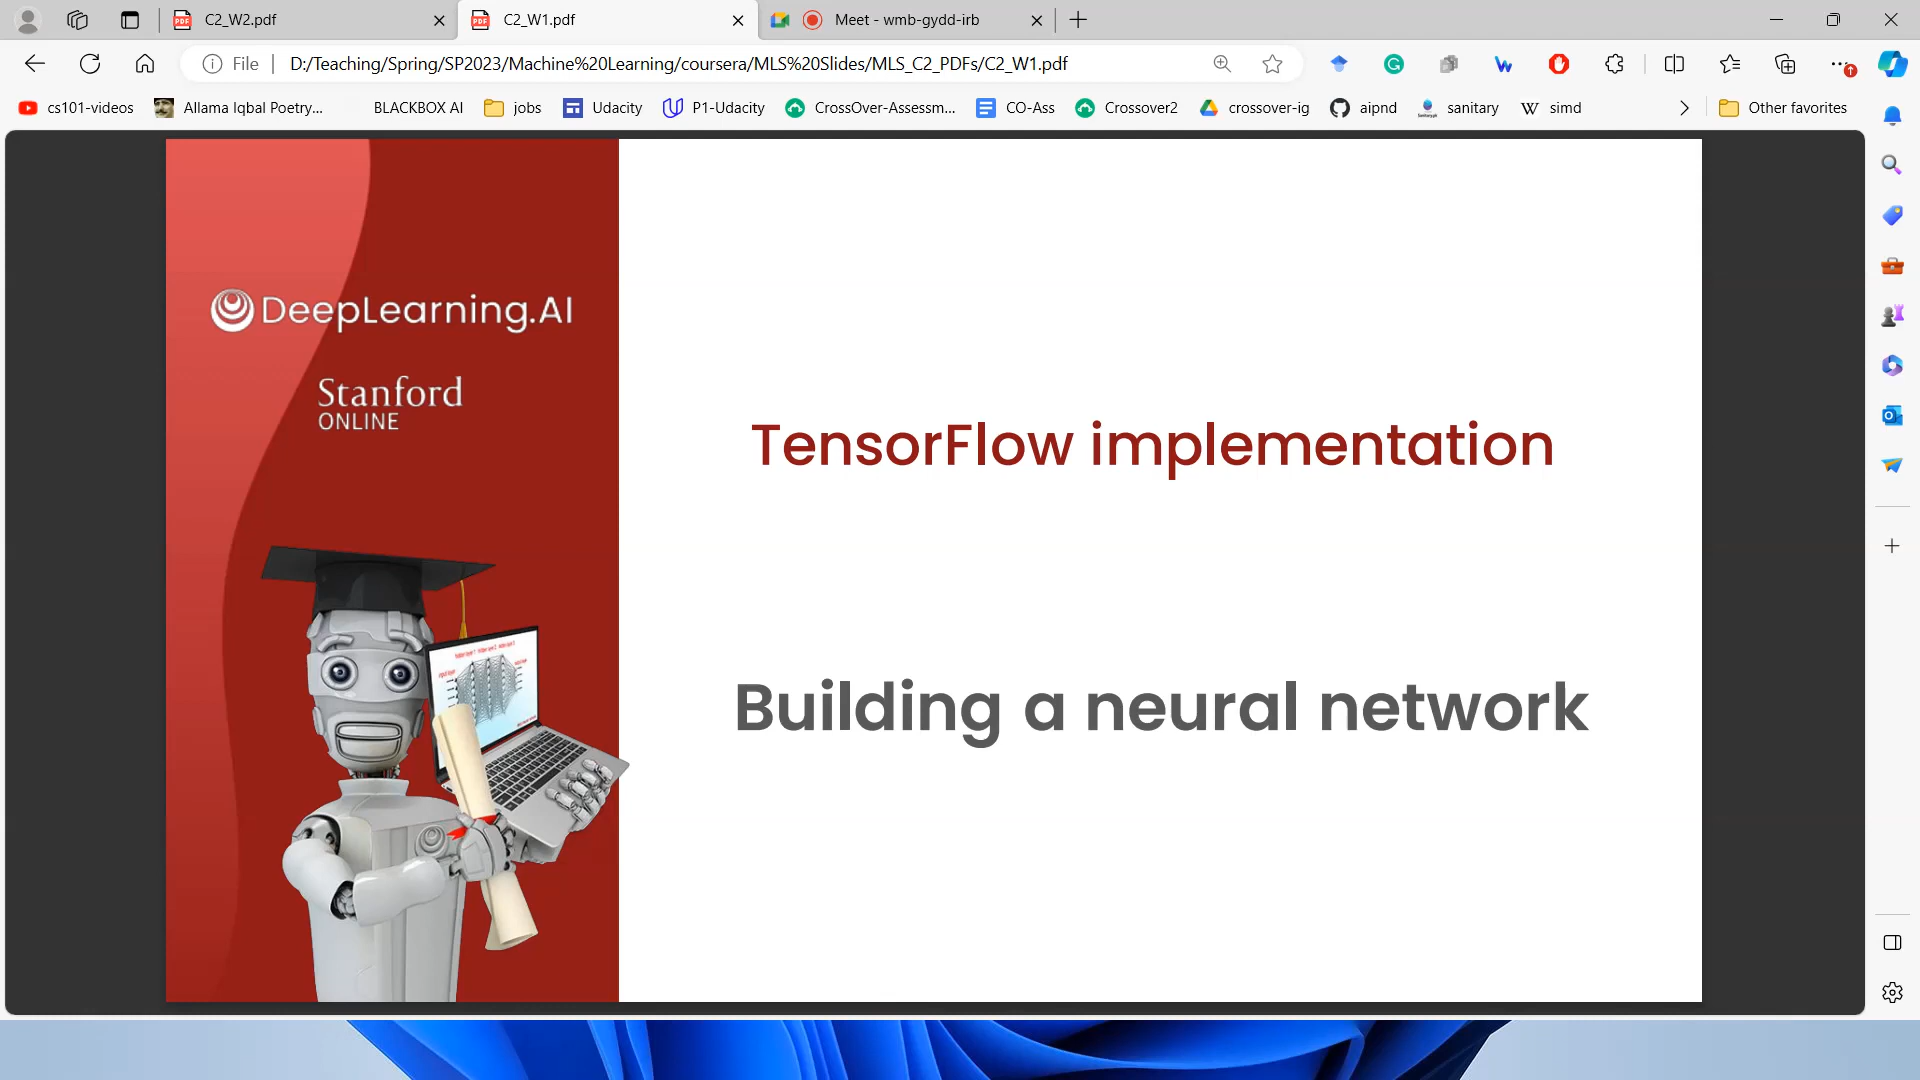 C2_W2.pdf
C2_W1.pdf
Meet - wmb-gydd-irb
File
D:/Teaching/Spring/SP2023/Machine%20Learning/coursera/MLS%20Slides/MLS_C2_PDFs/C2_W1.pdf
cs101-videos
Allama Iqbal Poetry...
BLACKBOX AI
jobs
Udacity
P1-Udacity
CrossOver-Assessm...
CO-Ass
Crossover2
crossover-ig
aipnd
sanitary
simd
Other favorites
DeepLearning.AI
Stanford
ONLINE
TensorFlow implementation
Building a neural network